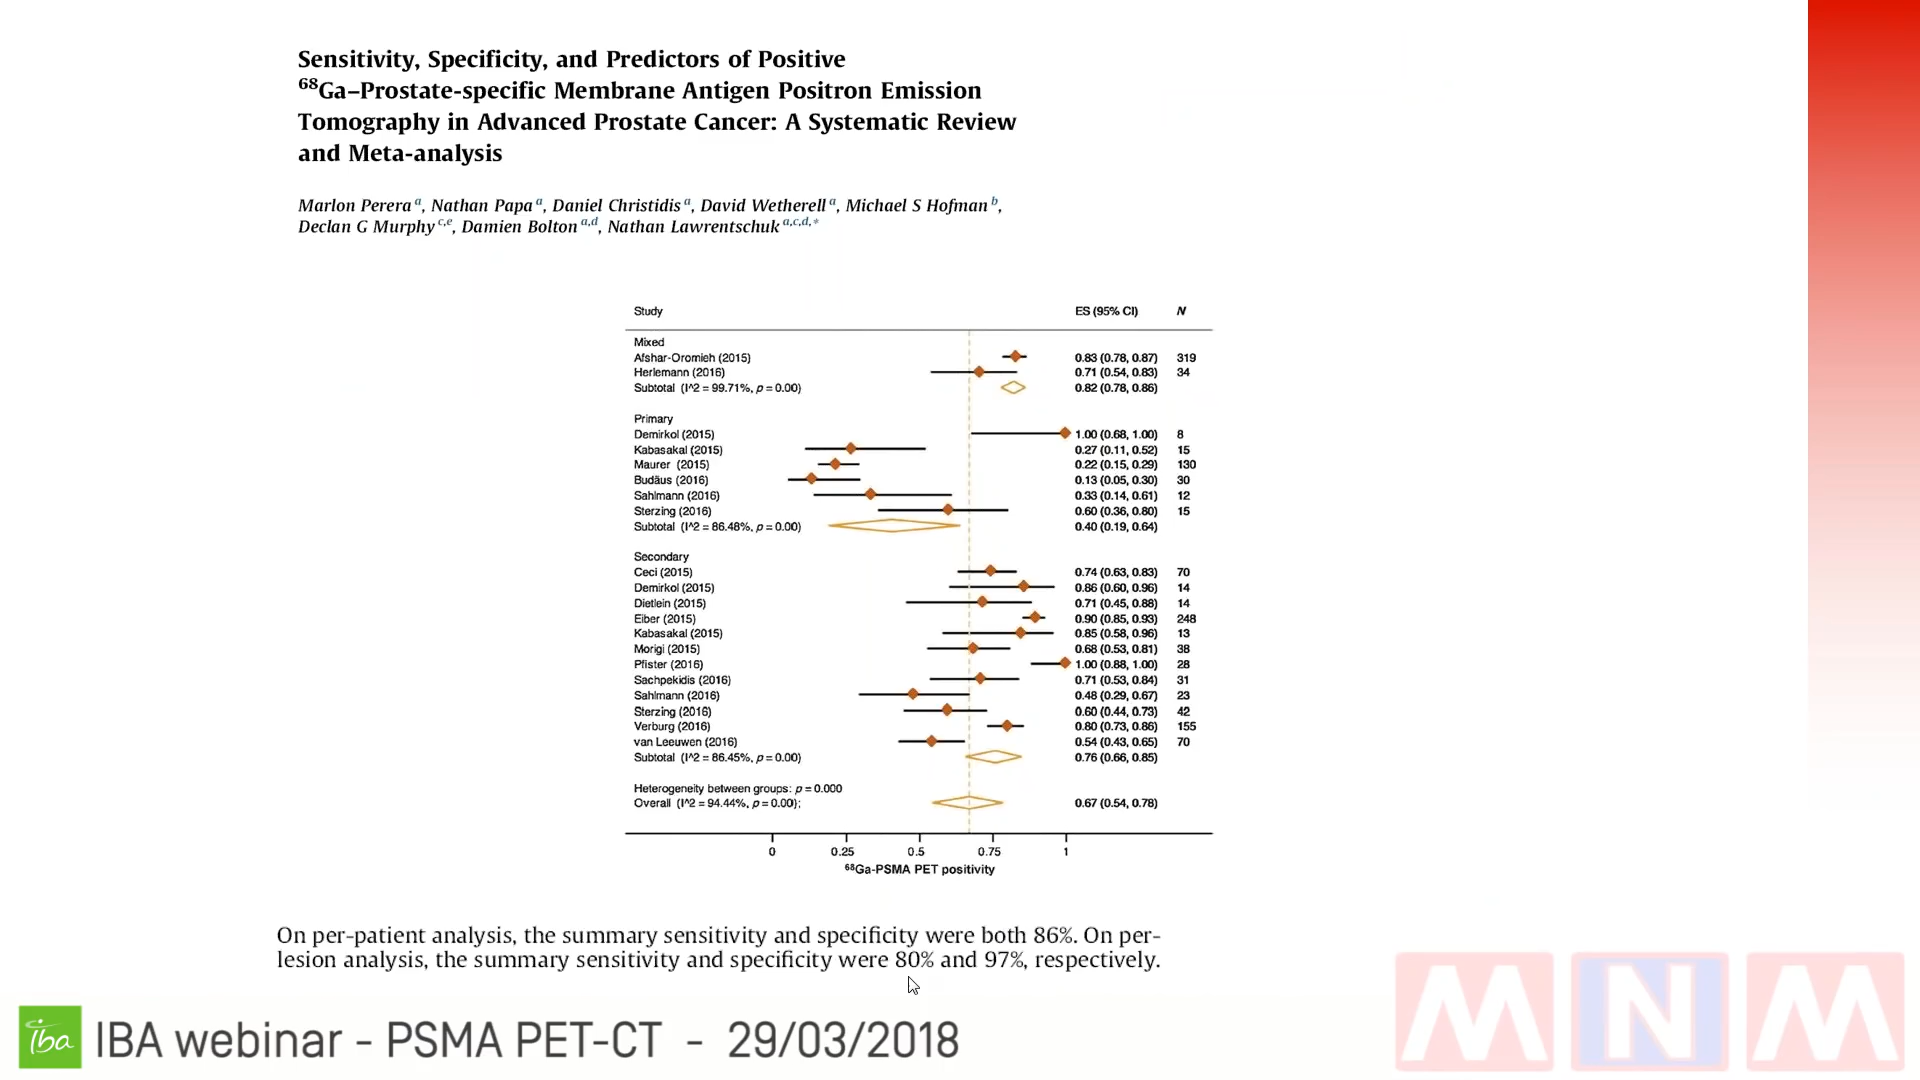 Sensitivity, Specificity, and Predictors of Positive
⁶⁸Ga–Prostate-specific Membrane Antigen Positron Emission
Tomography in Advanced Prostate Cancer: A Systematic Review
and Meta-analysis
Marlon Perera a, Nathan Papa a, Daniel Christidis a, David Wetherell a, Michael S Hofman b,
Declan G Murphy c,e, Damien Bolton a,d, Nathan Lawrentschuk a,c,d,*
Study ES (95% CI) N
Mixed
Afshar-Oromieh (2015) 0.83 (0.78, 0.87) 319
Herlemann (2016) 0.71 (0.54, 0.83) 34
Subtotal (I^2 = 99.71%, p = 0.00) 0.82 (0.78, 0.86)
Primary
Demirkol (2015) 1.00 (0.68, 1.00) 8
Kabasakal (2015) 0.27 (0.11, 0.52) 15
Maurer (2015) 0.22 (0.15, 0.29) 130
Budäus (2016) 0.13 (0.05, 0.30) 30
Sahlmann (2016) 0.33 (0.14, 0.61) 12
Sterzing (2016) 0.60 (0.36, 0.80) 15
Subtotal (I^2 = 86.48%, p = 0.00) 0.40 (0.19, 0.64)
Secondary
Ceci (2015) 0.74 (0.63, 0.83) 70
Demirkol (2015) 0.86 (0.60, 0.96) 14
Dietlein (2015) 0.71 (0.45, 0.88) 14
Eiber (2015) 0.90 (0.85, 0.93) 248
Kabasakal (2015) 0.85 (0.58, 0.96) 13
Morigi (2015) 0.68 (0.53, 0.81) 38
Pfister (2016) 1.00 (0.88, 1.00) 28
Sachpekidis (2016) 0.71 (0.53, 0.84) 31
Sahlmann (2016) 0.48 (0.29, 0.67) 23
Sterzing (2016) 0.60 (0.44, 0.73) 42
Verburg (2016) 0.80 (0.73, 0.86) 155
van Leeuwen (2016) 0.54 (0.43, 0.65) 70
Subtotal (I^2 = 86.45%, p = 0.00) 0.76 (0.66, 0.85)
Heterogeneity between groups: p = 0.000
Overall (I^2 = 94.44%, p = 0.00); 0.67 (0.54, 0.78)
0 0.25 0.5 0.75 1
⁶⁸Ga-PSMA PET positivity
On per-patient analysis, the summary sensitivity and specificity were both 86%. On per-
lesion analysis, the summary sensitivity and specificity were 80% and 97%, respectively.
iba IBA webinar - PSMA PET-CT - 29/03/2018
M N M